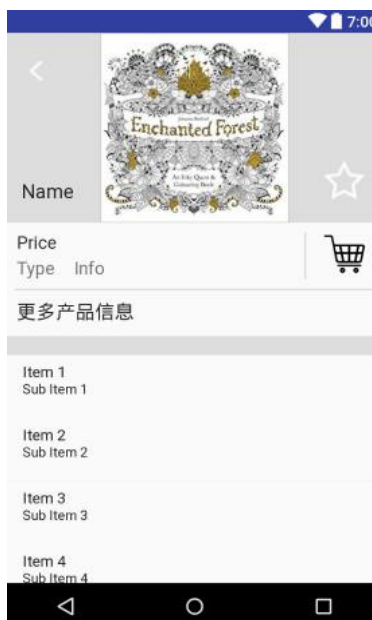 7:00
Johanna Basford
Enchanted Forest
An Inky Quest &
Colouring Book
Name
Price
Type Info
更多产品信息
Item 1
Sub Item 1
Item 2
Sub Item 2
Item 3
Sub Item 3
Item 4
Sub Item 4